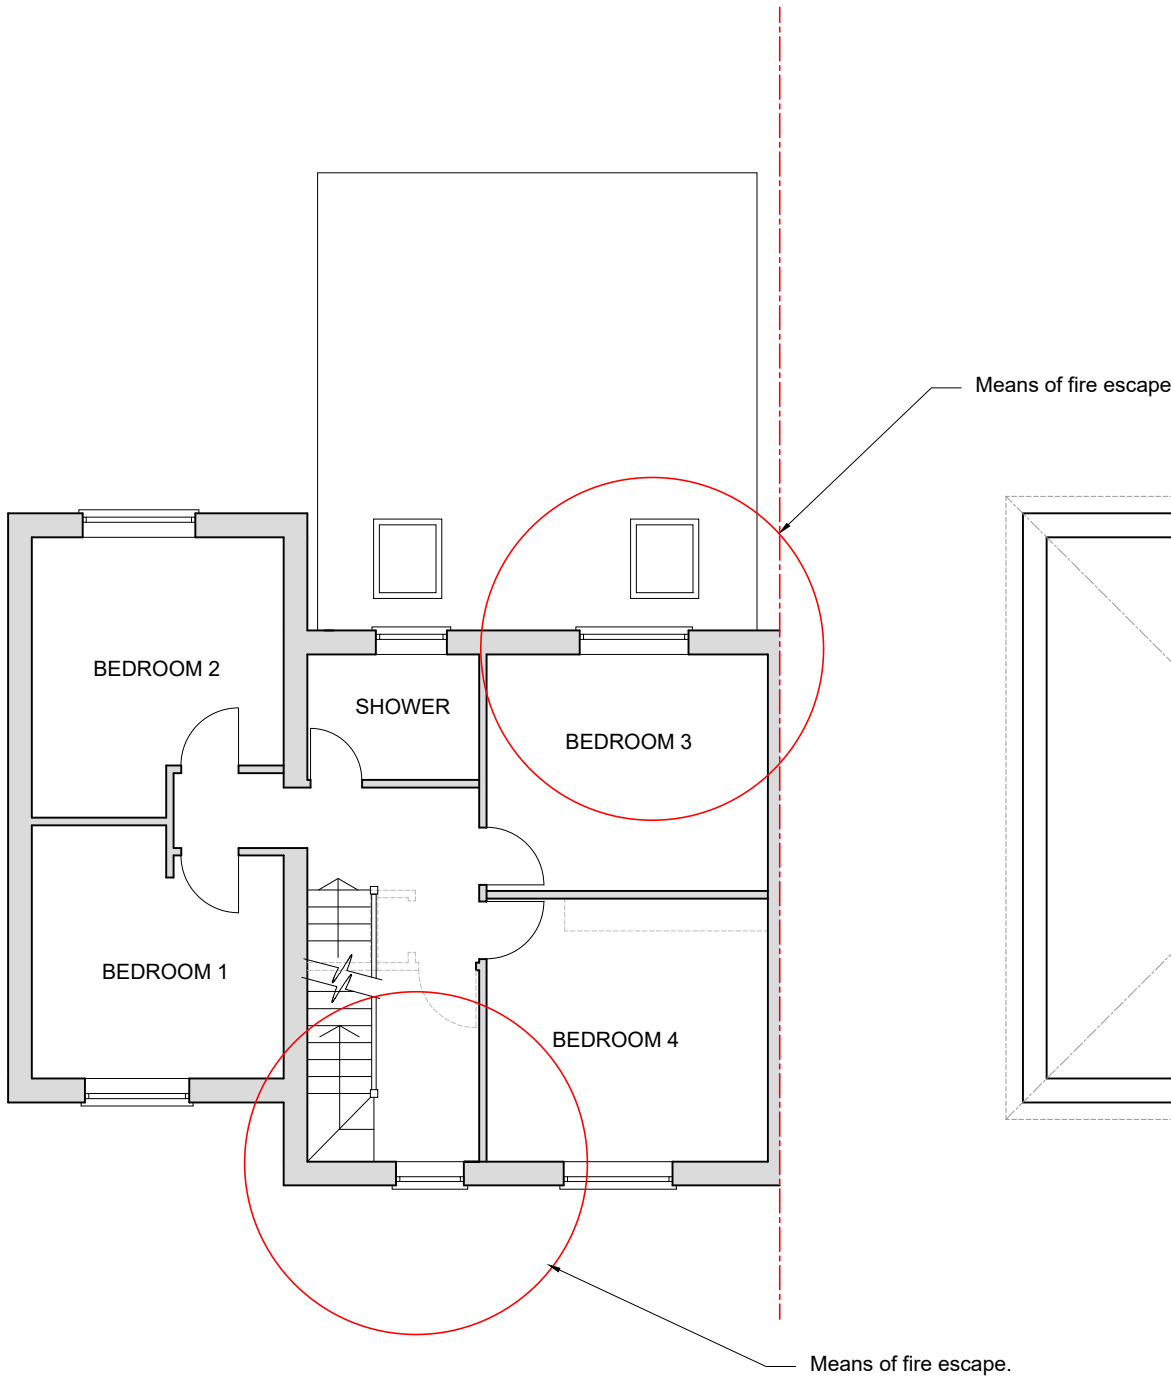 Means of fire escape
BEDROOM 2
SHOWER
BEDROOM 3
BEDROOM 1
BEDROOM 4
Means of fire escape.